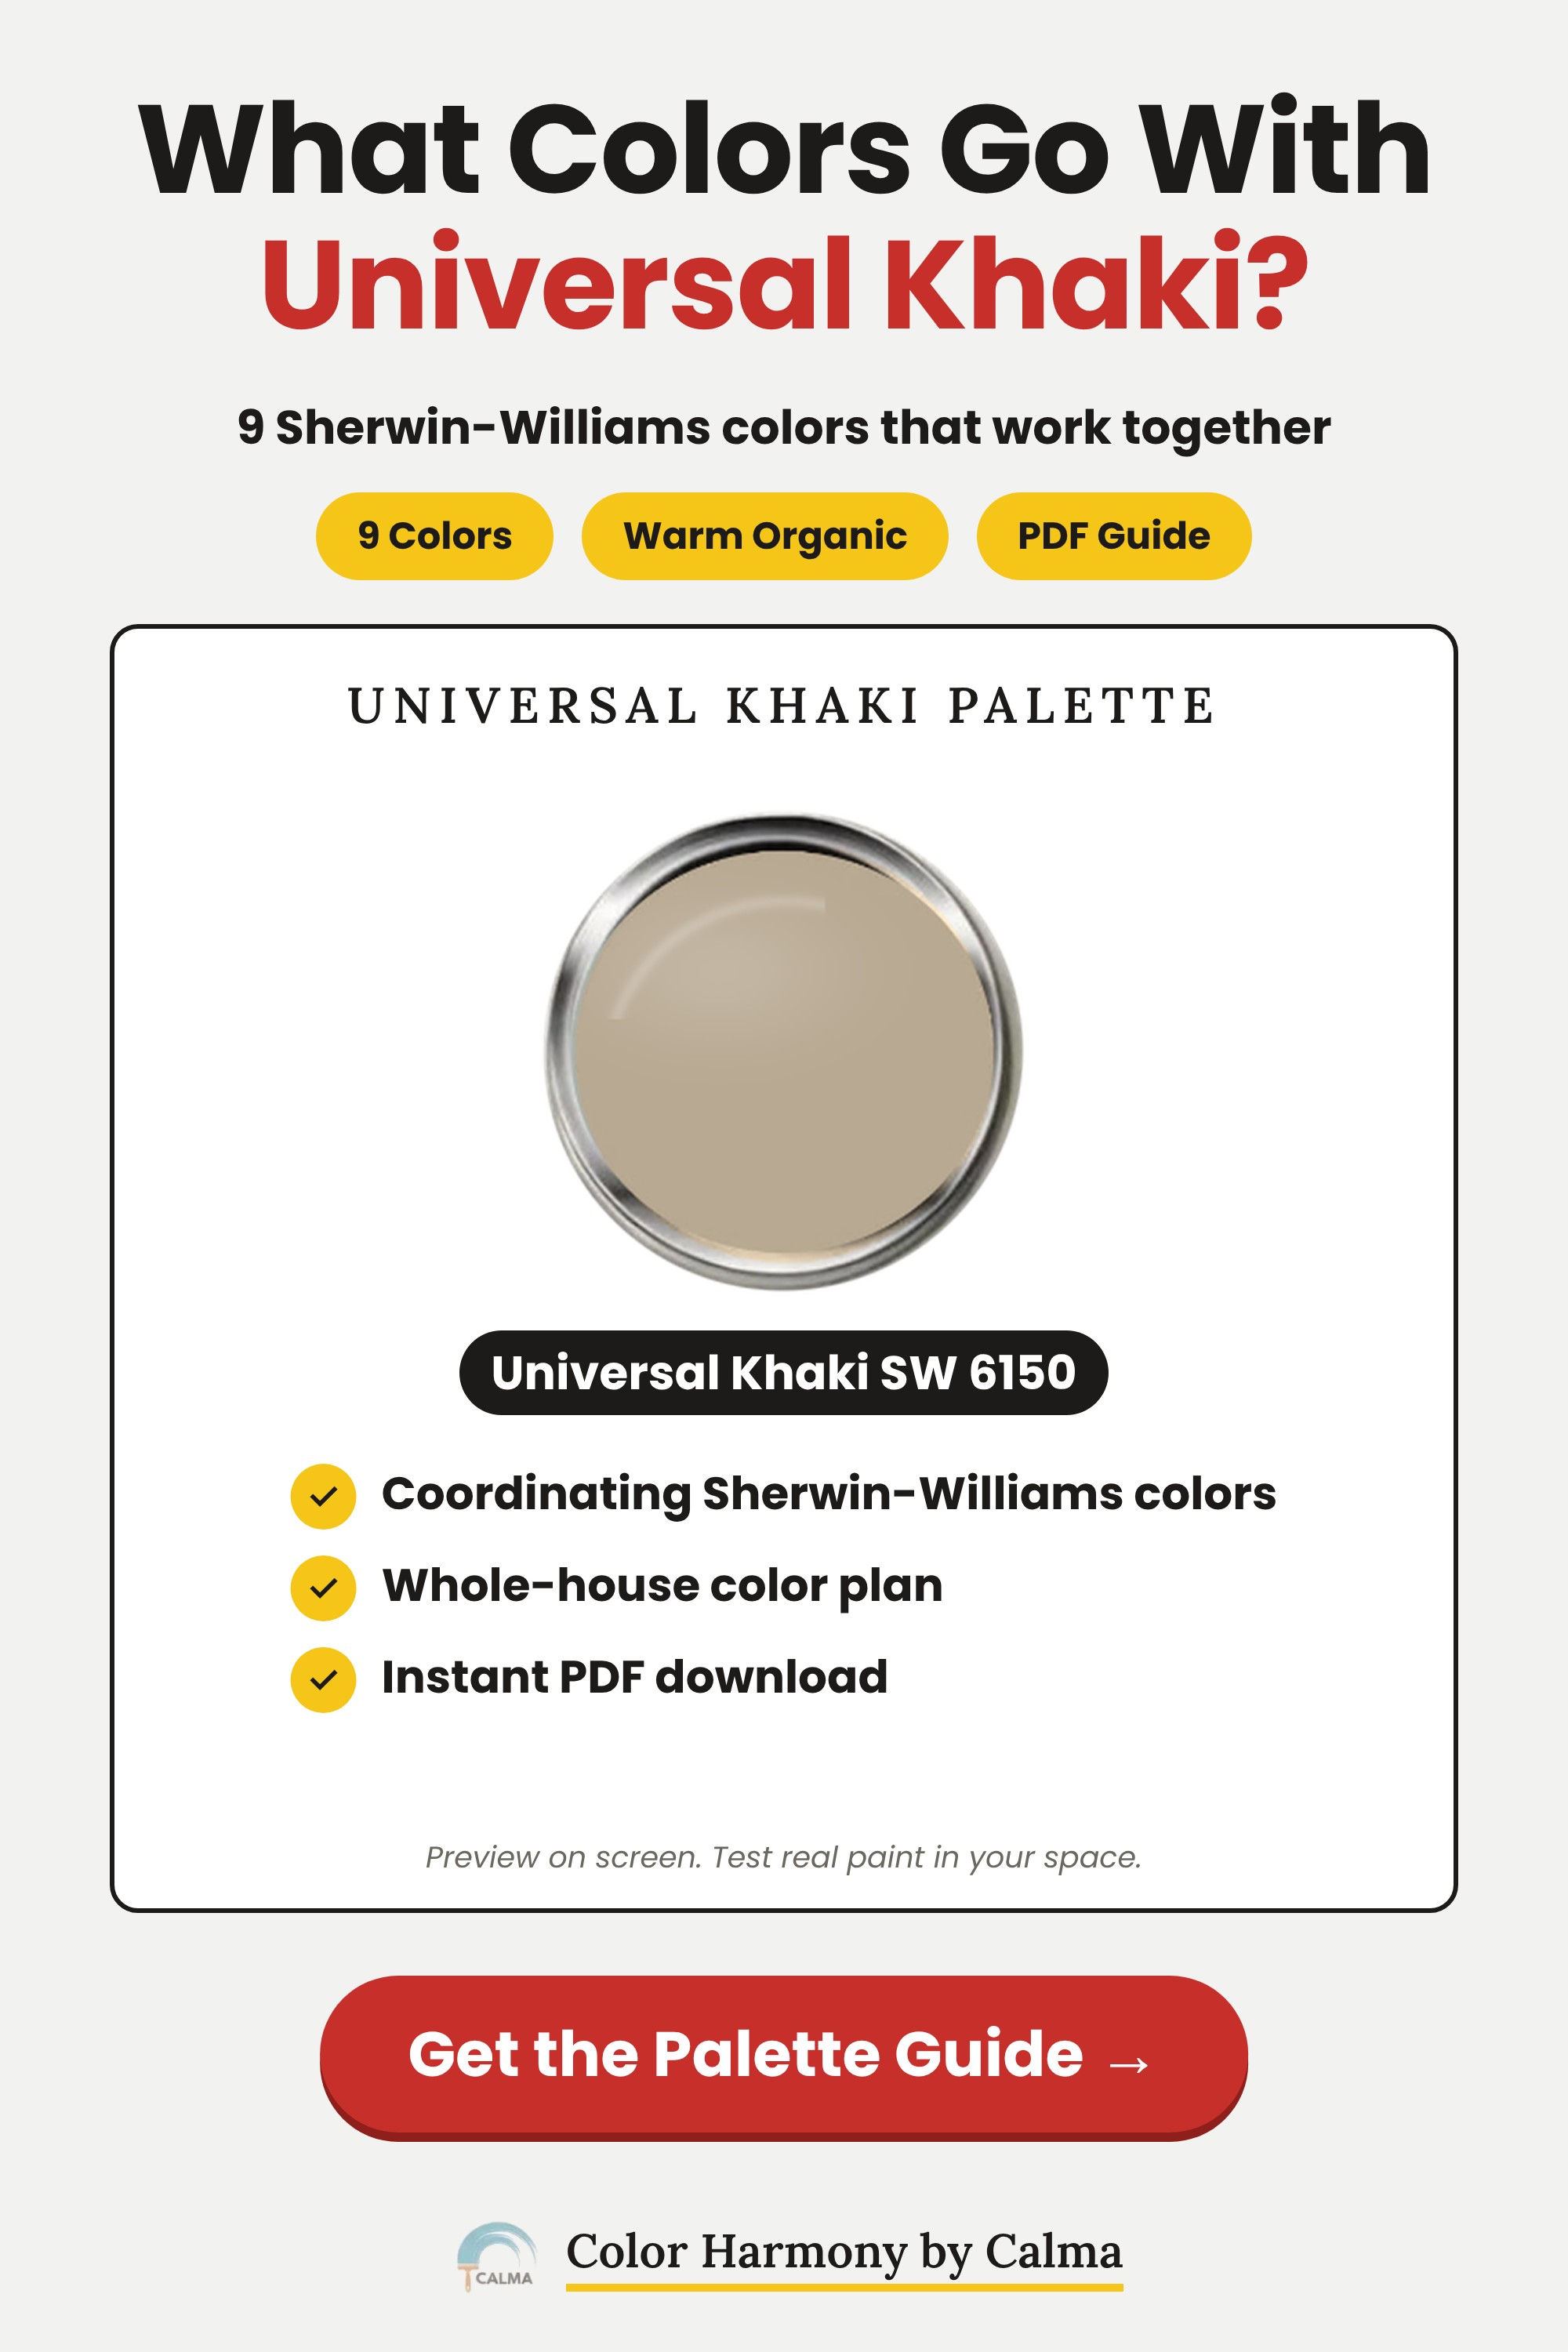 What Colors Go With
Universal Khaki?
9 Sherwin-Williams colors that work together
9 Colors
Warm Organic
PDF Guide
UNIVERSAL KHAKI PALETTE
Universal Khaki SW 6150
Coordinating Sherwin-Williams colors
Whole-house color plan
Instant PDF download
Preview on screen. Test real paint in your space.
Get the Palette Guide →
CALMA
Color Harmony by Calma